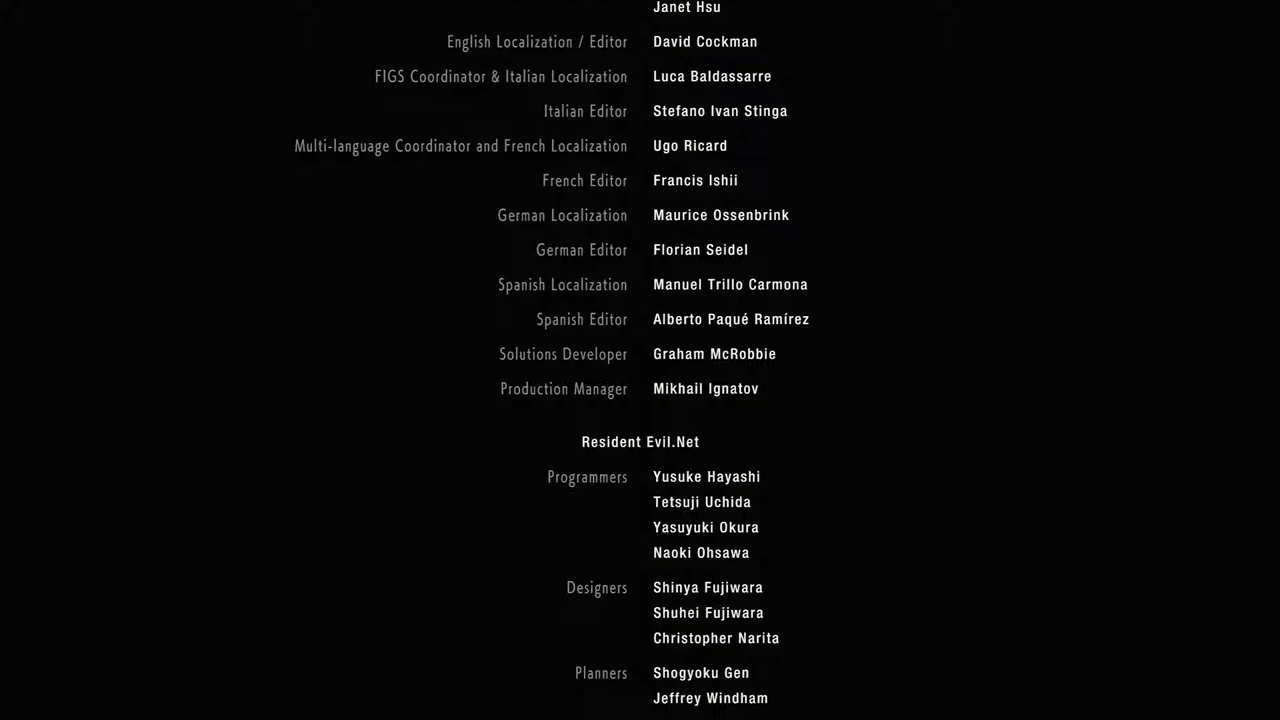 Janet Hsu
English Localization / Editor David Cockman
FIGS Coordinator & Italian Localization Luca Baldassarre
Italian Editor Stefano Ivan Stinga
Multi-language Coordinator and French Localization Ugo Ricard
French Editor Francis Ishii
German Localization Maurice Ossenbrink
German Editor Florian Seidel
Spanish Localization Manuel Trillo Carmona
Spanish Editor Alberto Paqué Ramírez
Solutions Developer Graham McRobbie
Production Manager Mikhail Ignatov
Resident Evil.Net
Programmers Yusuke Hayashi
Tetsuji Uchida
Yasuyuki Okura
Naoki Ohsawa
Designers Shinya Fujiwara
Shuhei Fujiwara
Christopher Narita
Planners Shogyoku Gen
Jeffrey Windham